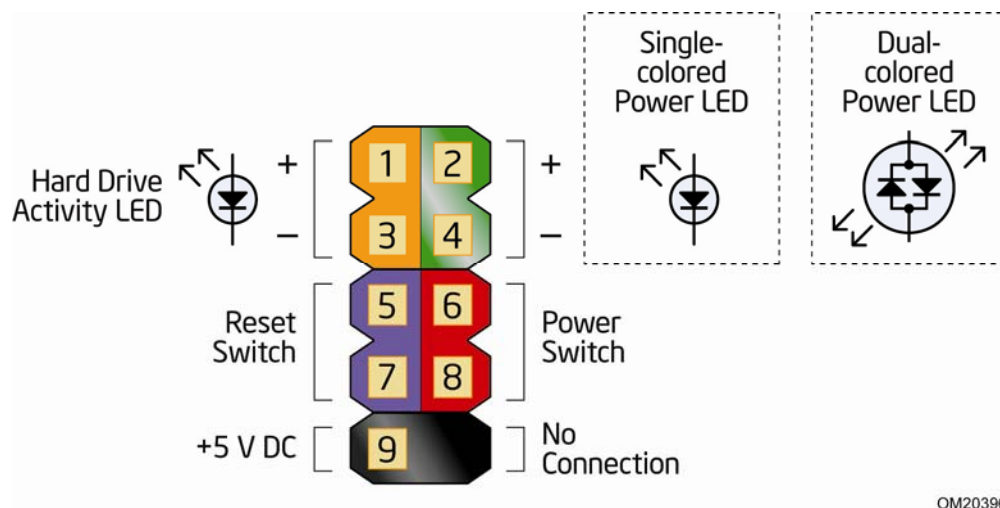 Single-
colored
Power LED
Dual-
colored
Power LED
Hard Drive
Activity LED
+
−
1
2
3
4
+
−
Reset
Switch
5
6
7
8
Power
Switch
+5 V DC
9
No
Connection